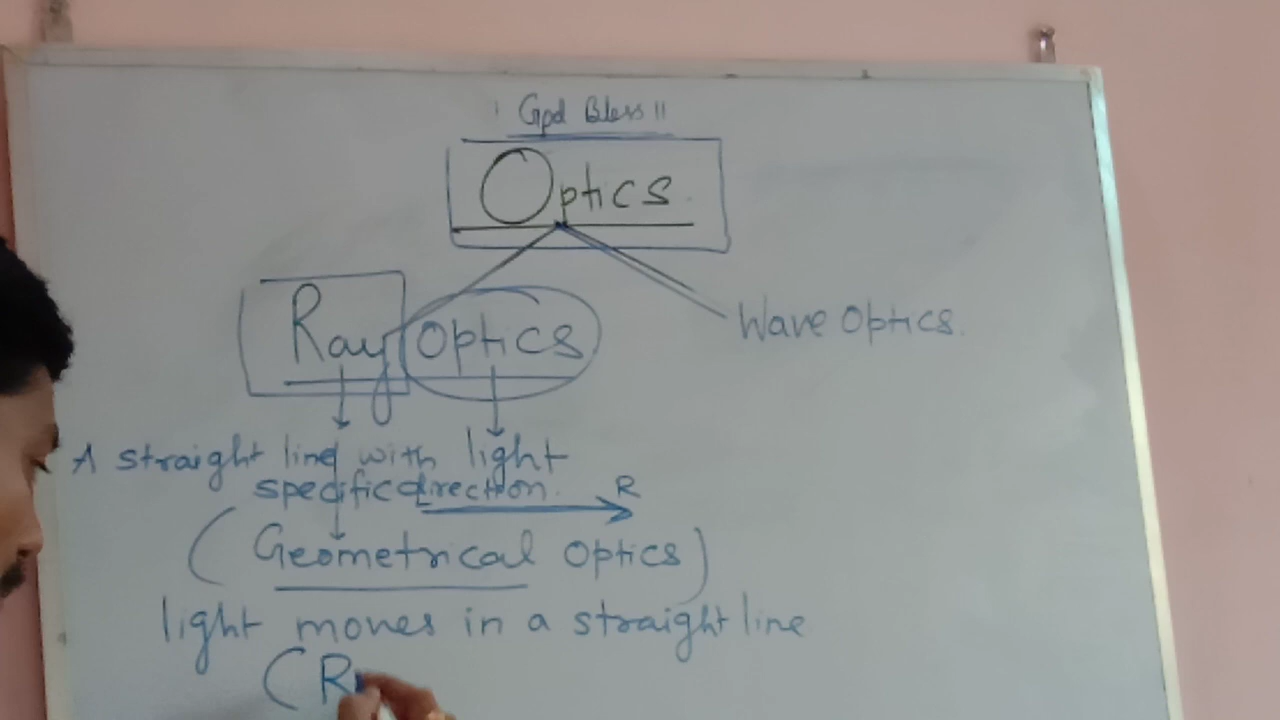 God Bless !!
Optics
Ray Optics
Wave Optics.
A straight line with light
specific direction.
R
(Geometrical Optics)
light moves in a straight line
(R